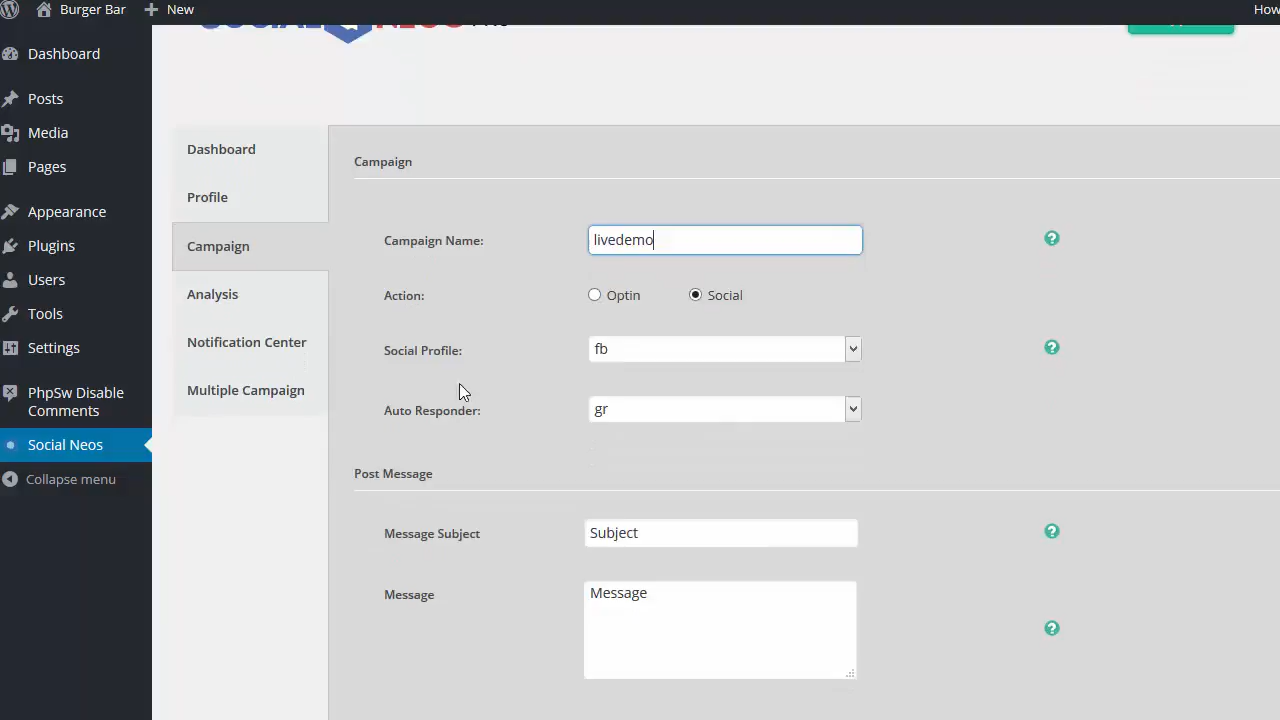 Burger Bar
New
How
Dashboard
Posts
Media
Pages
Appearance
Plugins
Users
Tools
Settings
PhpSw Disable
Comments
Social Neos
Collapse menu
Dashboard
Profile
Campaign
Analysis
Notification Center
Multiple Campaign
Campaign
Campaign Name:
livedemo
Action:
Optin
Social
Social Profile:
fb
Auto Responder:
gr
Post Message
Message Subject
Subject
Message
Message